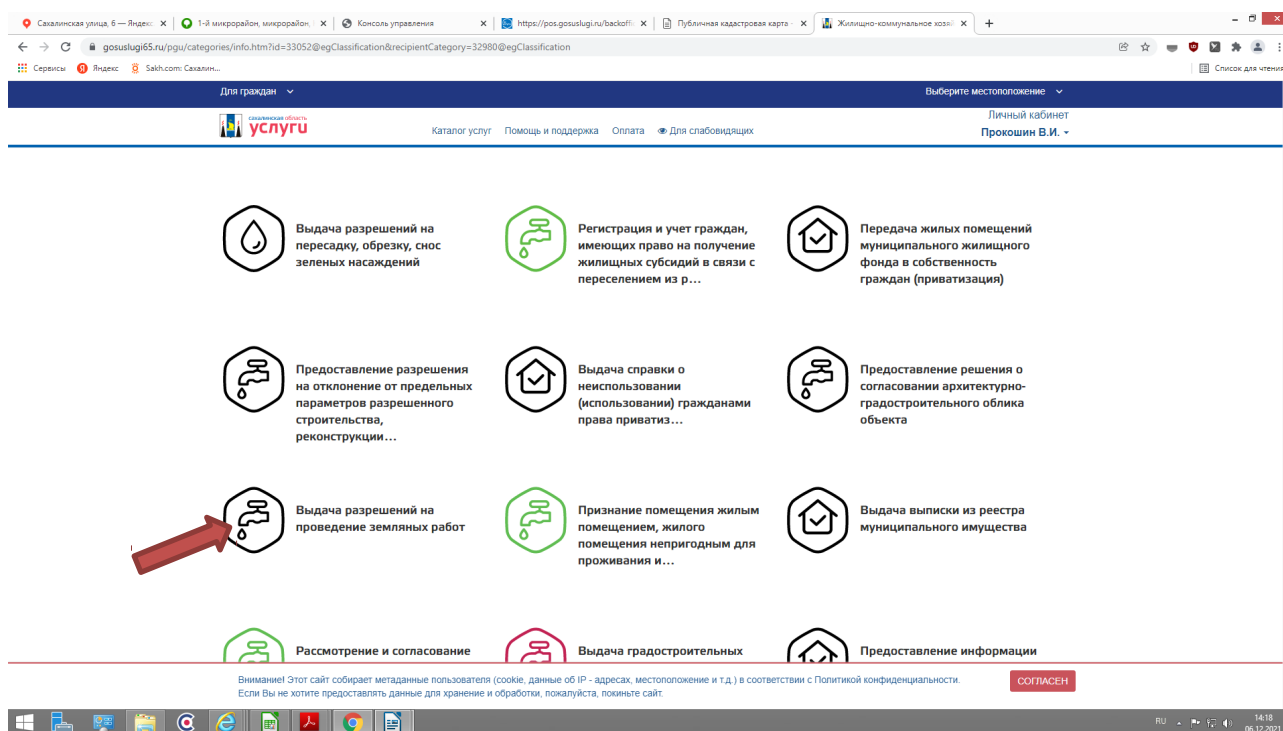 Сахалинская улица, 6 — Яндекс
1-й микрорайон, микрорайон,
Консоль управления
https://pos.gosuslugi.ru/backoffi
Публичная кадастровая карта -
Жилищно-коммунальное хозяй
gosuslugi65.ru/pgu/categories/info.htm?id=33052@egClassification&recipientCategory=32980@egClassification
Сервисы
Яндекс
Sakh.com: Сахалин...
Список для чтения
Для граждан
Выберите местоположение
сахалинская область
услуги
Каталог услуг
Помощь и поддержка
Оплата
Для слабовидящих
Личный кабинет
Прокошин В.И.
Выдача разрешений на
пересадку, обрезку, снос
зеленых насаждений
Регистрация и учет граждан,
имеющих право на получение
жилищных субсидий в связи с
переселением из р...
Передача жилых помещений
муниципального жилищного
фонда в собственность
граждан (приватизация)
Предоставление разрешения
на отклонение от предельных
параметров разрешенного
строительства,
реконструкции...
Выдача справки о
неиспользовании
(использовании) гражданами
права приватиз...
Предоставление решения о
согласовании архитектурно-
градостроительного облика
объекта
Выдача разрешений на
проведение земляных работ
Признание помещения жилым
помещением, жилого
помещения непригодным для
проживания и...
Выдача выписки из реестра
муниципального имущества
Рассмотрение и согласование
Выдача градостроительных
Предоставление информации
Внимание! Этот сайт собирает метаданные пользователя (cookie, данные об IP - адресах, местоположение и т.д.) в соответствии с Политикой конфиденциальности.
Если Вы не хотите предоставлять данные для хранение и обработки, пожалуйста, покиньте сайт.
СОГЛАСЕН
RU
14:18
06.12.2021